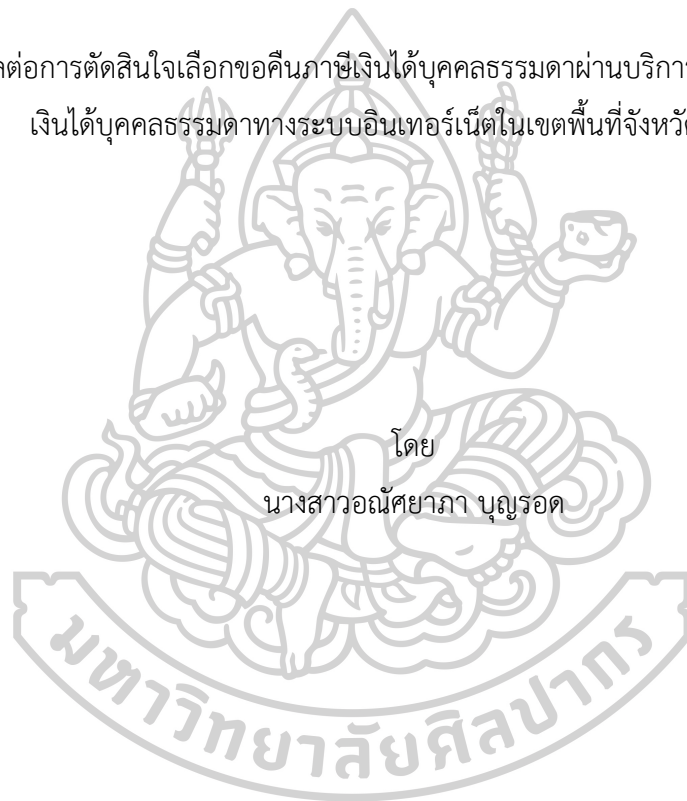 ต่อการตัดสินใจเลือกขอคืนภาษีเงินได้บุคคลธรรมดาผ่านบริการ
เงินได้บุคคลธรรมดาทางระบบอินเทอร์เน็ตในเขตพื้นที่จังหวัด
โดย
นางสาวอณัศยาภา บุญรอด
มหาวิทยาลัยศิลปากร